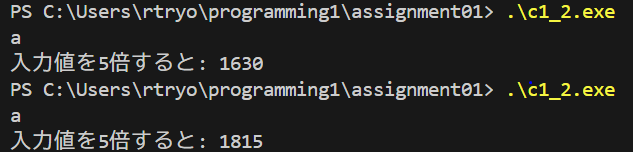 PS C:\Users\rtryo\programming1\assignment01> .\c1_2.exe
a
入力値を5倍すると: 1630
PS C:\Users\rtryo\programming1\assignment01> .\c1_2.exe
a
入力値を5倍すると: 1815